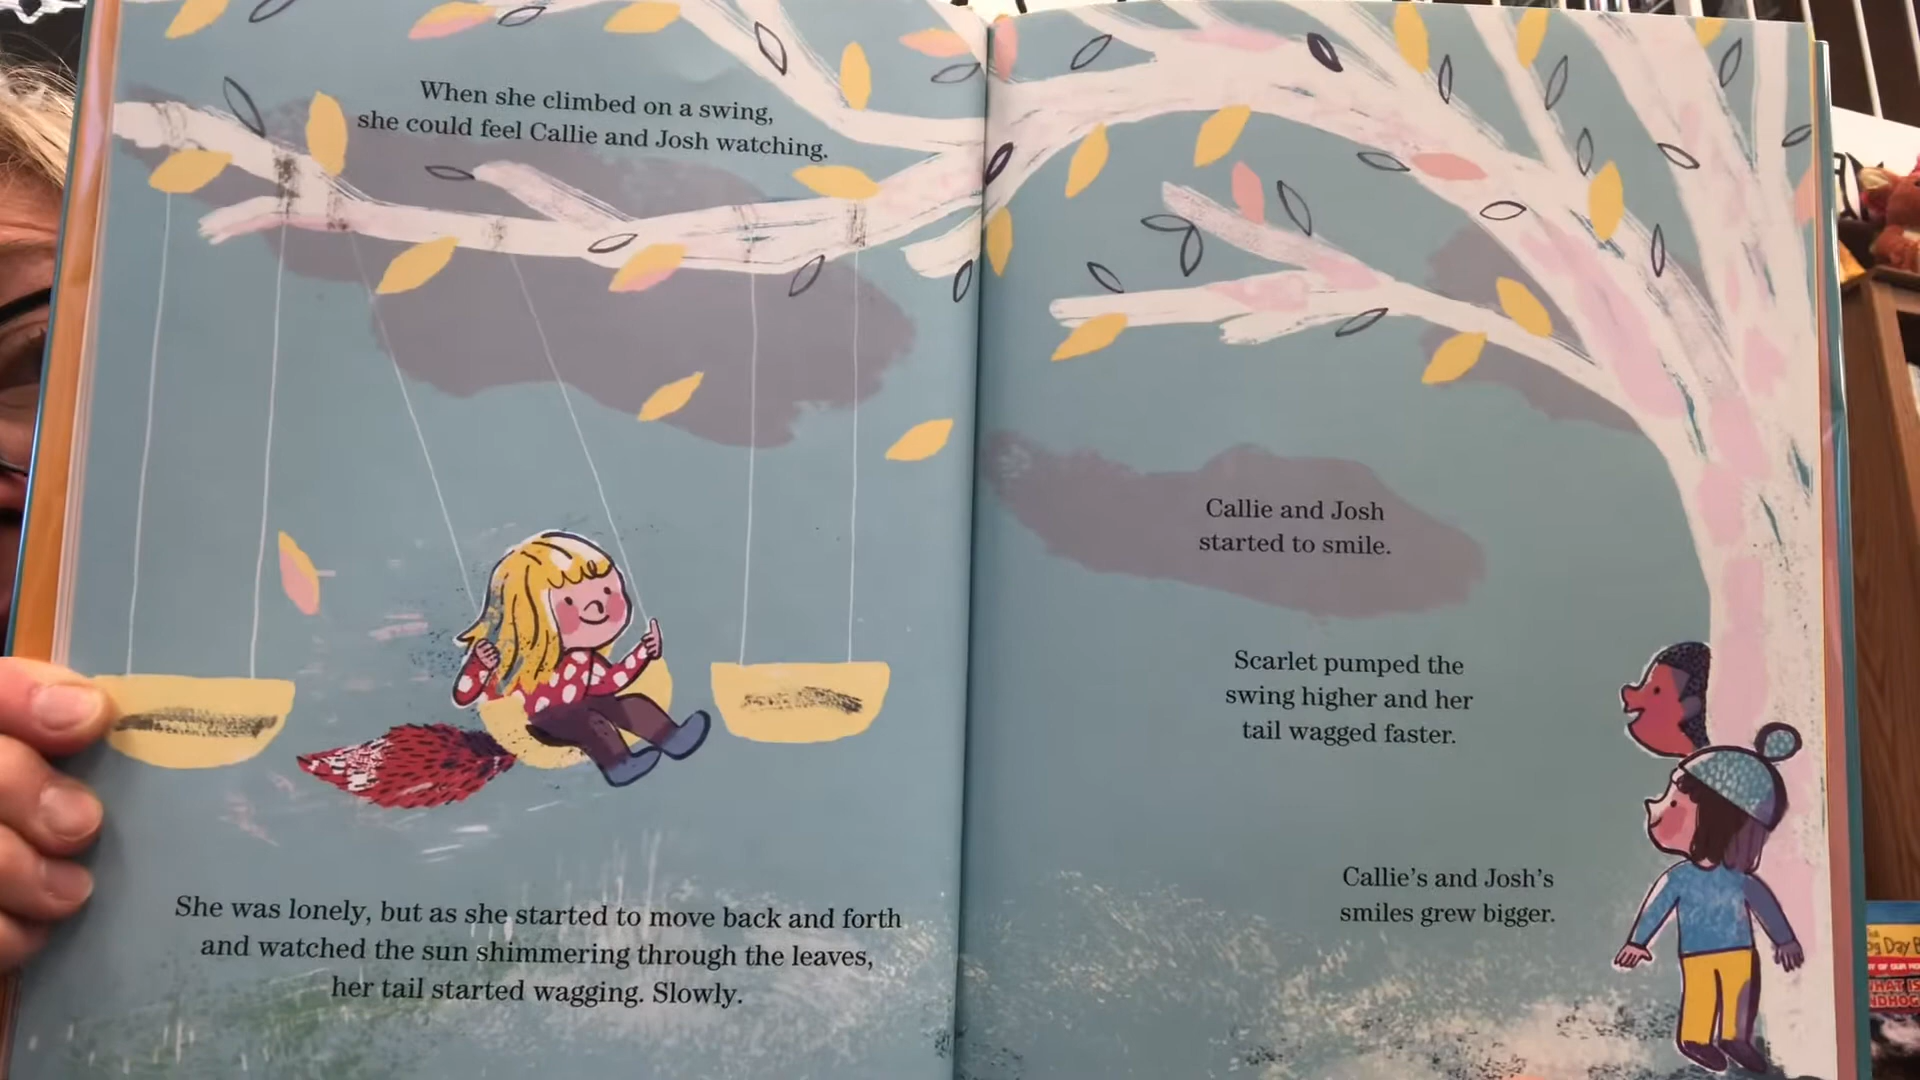 When she climbed on a swing,
she could feel Callie and Josh watching.
She was lonely, but as she started to move back and forth
and watched the sun shimmering through the leaves,
her tail started wagging. Slowly.
Callie and Josh
started to smile.
Scarlet pumped the
swing higher and her
tail wagged faster.
Callie's and Josh's
smiles grew bigger.